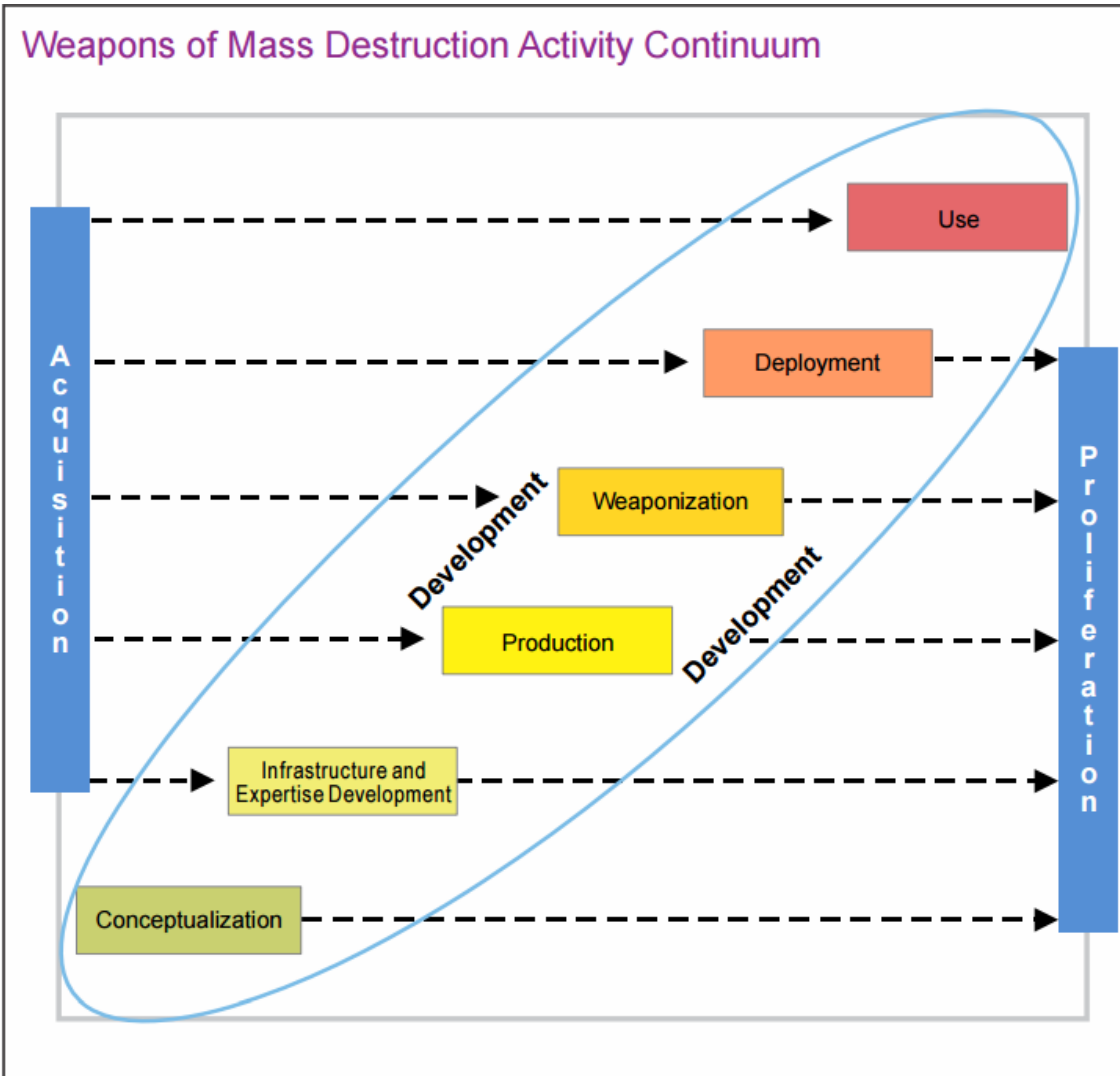 Weapons of Mass Destruction Activity Continuum
Use
Acquisition
Deployment
Proliferation
Weaponization
Development
Production
Development
Infrastructure and
Expertise Development
Conceptualization